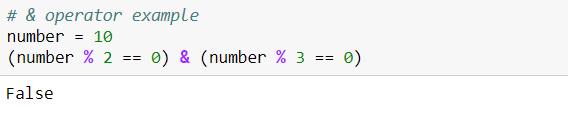 # & operator example
number = 10
(number % 2 == 0) & (number % 3 == 0)
False